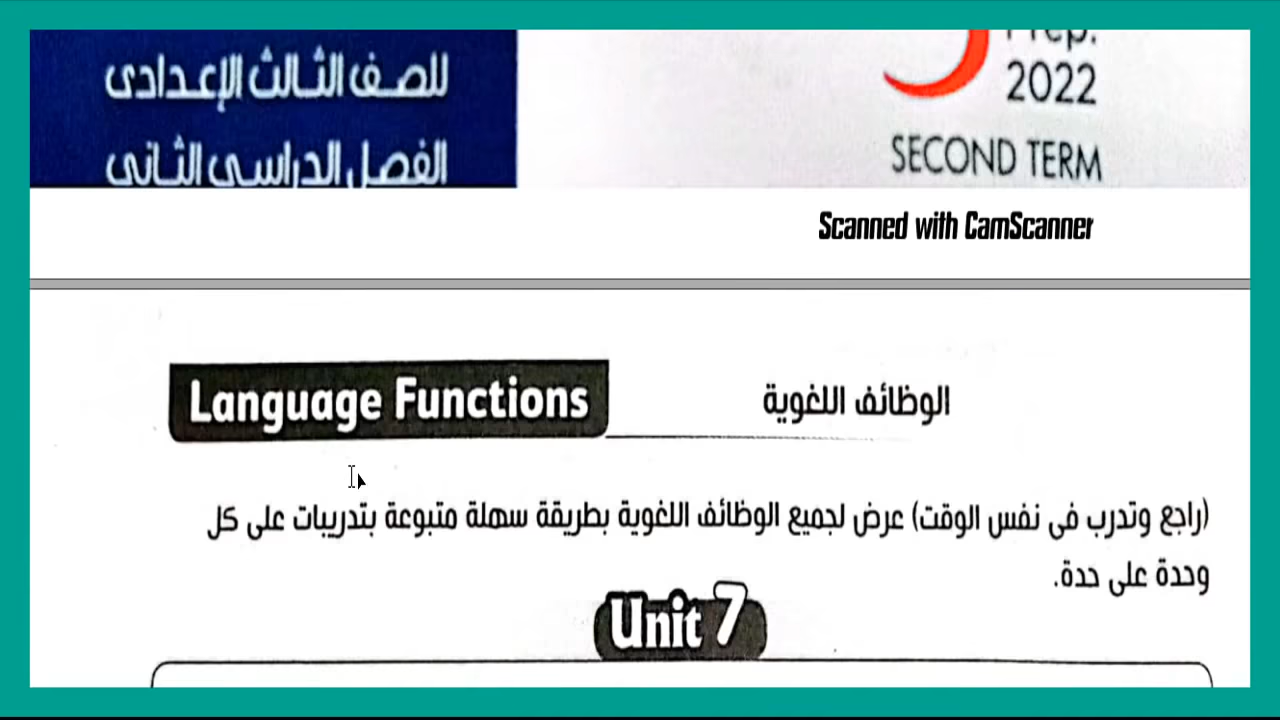 للصف الثالث الإعدادى
Prep.
2022
الفصل الدراسى الثانى
SECOND TERM
Scanned with CamScanner
Language Functions
الوظائف اللغوية
(راجع وتدرب فى نفس الوقت) عرض لجميع الوظائف اللغوية بطريقة سهلة متبوعة بتدريبات على كل
وحدة على حدة.
Unit 7